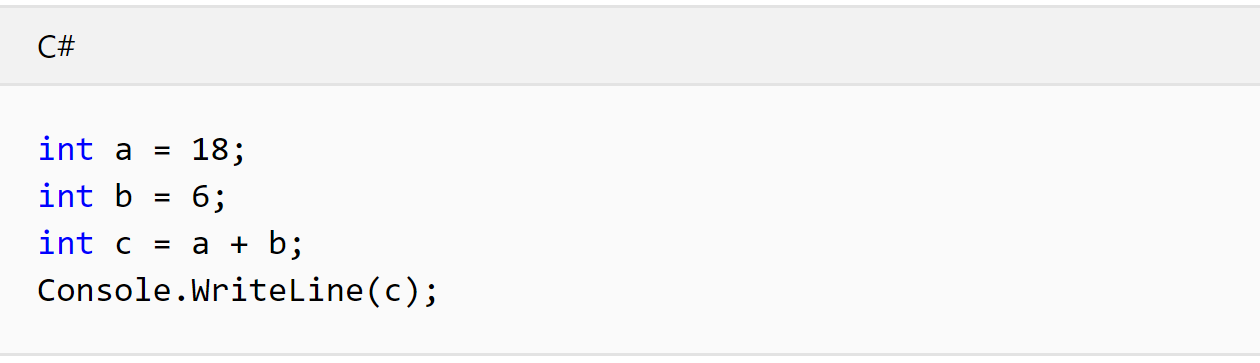 C#
int a = 18;
int b = 6;
int c = a + b;
Console.WriteLine(c);